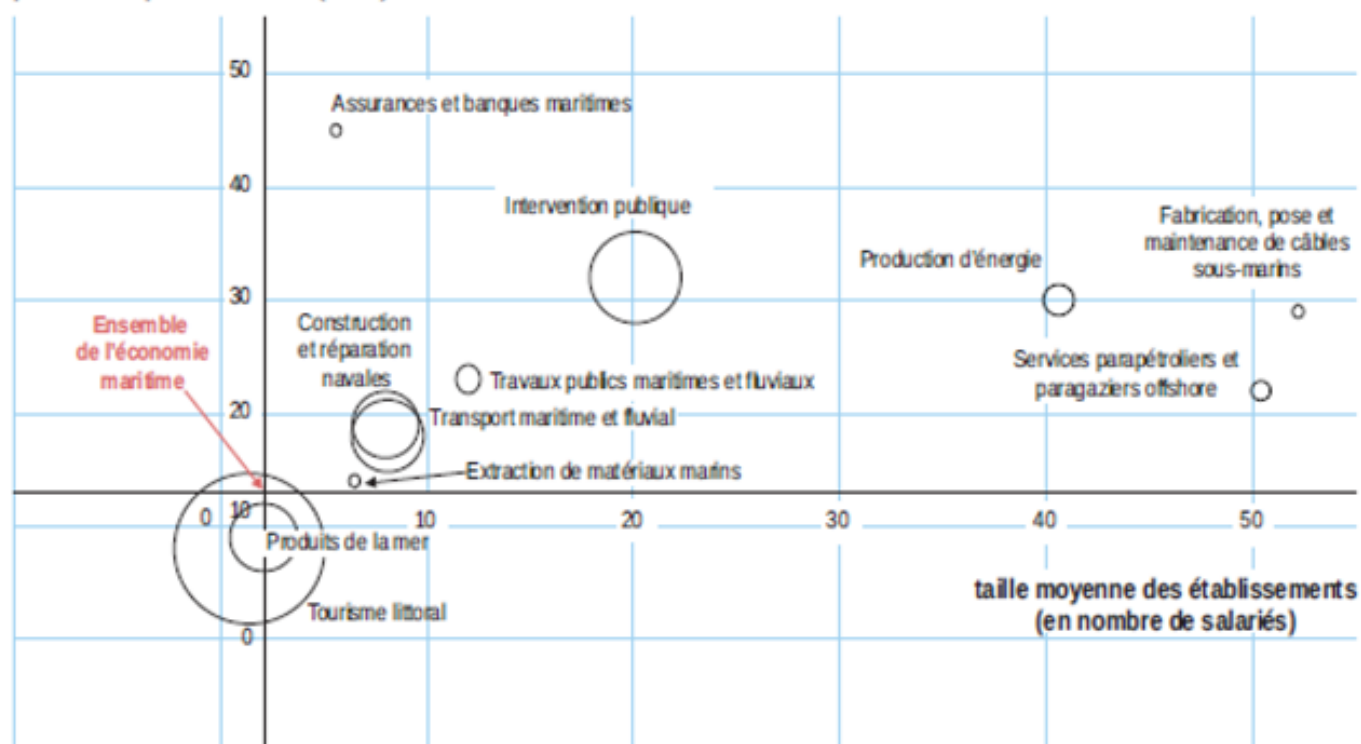 50
Assurances et banques maritimes
40
Intervention publique
Fabrication, pose et
maintenance de câbles
sous-marins
Production d'énergie
30
Ensemble
de l'économie
maritime
Construction
et réparation
navales
Services parapétroliers et
paragaziers offshore
Travaux publics maritimes et fluviaux
20
Transport maritime et fluvial
Extraction de matériaux marins
0
10
10
20
30
40
50
Produits de la mer
taille moyenne des établissements
(en nombre de salariés)
Tourisme littoral
0